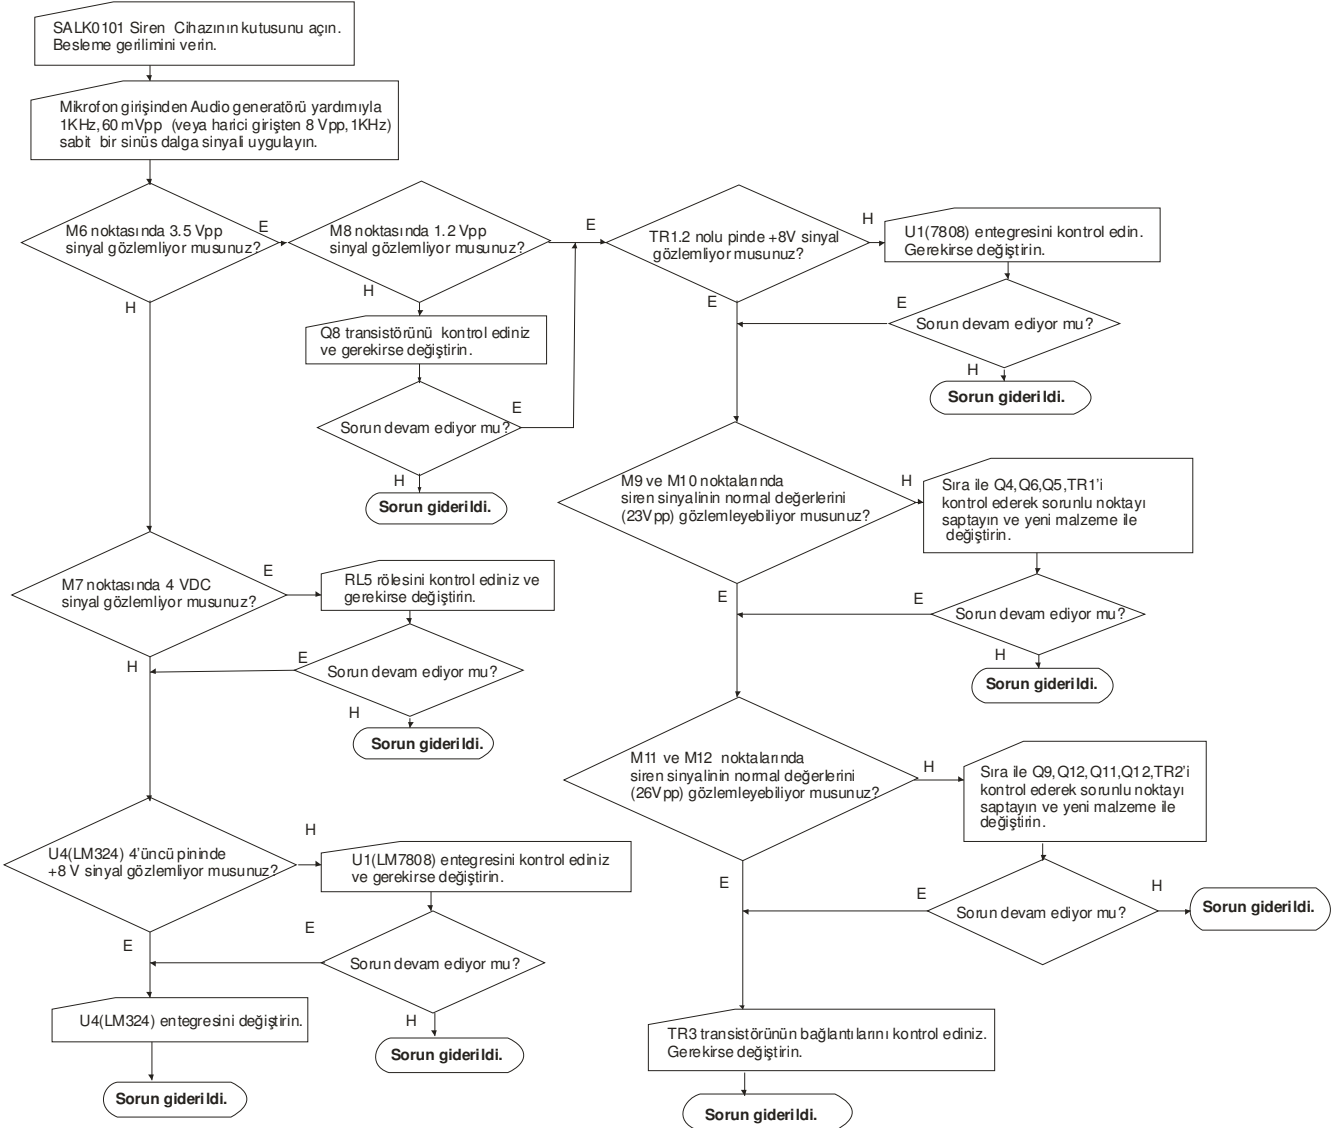 SALK0101 Siren Cihazının kutusunu açın.
Besleme gerilimini verin.
Mikrofon girişinden Audio generatörü yardımıyla
1KHz,60 mVpp (veya harici girişten 8 Vpp,1KHz)
sabit bir sinüs dalga sinyali uygulayın.
M6 noktasında 3.5 Vpp
sinyal gözlemliyor musunuz?
E
H
M8 noktasında 1.2 Vpp
sinyal gözlemliyor musunuz?
E
H
Q8 transistörünü kontrol ediniz
ve gerekirse değiştirin.
Sorun devam ediyor mu?
E
H
Sorun giderildi.
TR1.2 nolu pinde +8V sinyal
gözlemliyor musunuz?
H
E
U1(7808) entegresini kontrol edin.
Gerekirse değiştirin.
Sorun devam ediyor mu?
E
H
Sorun giderildi.
M9 ve M10 noktalarında
siren sinyalinin normal değerlerini
(23Vpp) gözlemleyebiliyor musunuz?
H
E
Sıra ile Q4,Q6,Q5,TR1'i
kontrol ederek sorunlu noktayı
saptayın ve yeni malzeme ile
değiştirin.
Sorun devam ediyor mu?
E
H
Sorun giderildi.
M7 noktasında 4 VDC
sinyal gözlemliyor musunuz?
E
H
RL5 rölesini kontrol ediniz ve
gerekirse değiştirin.
Sorun devam ediyor mu?
E
H
Sorun giderildi.
M11 ve M12 noktalarında
siren sinyalinin normal değerlerini
(26Vpp) gözlemleyebiliyor musunuz?
H
E
Sıra ile Q9,Q12,Q11,Q12,TR2'i
kontrol ederek sorunlu noktayı
saptayın ve yeni malzeme ile
değiştirin.
Sorun devam ediyor mu?
E
H
Sorun giderildi.
U4(LM324) 4'üncü pininde
+8 V sinyal gözlemliyor musunuz?
H
E
U1(LM7808) entegresini kontrol ediniz
ve gerekirse değiştirin.
Sorun devam ediyor mu?
E
H
Sorun giderildi.
U4(LM324) entegresini değiştirin.
Sorun giderildi.
TR3 transistörünün bağlantılarını kontrol ediniz.
Gerekirse değiştirin.
Sorun giderildi.